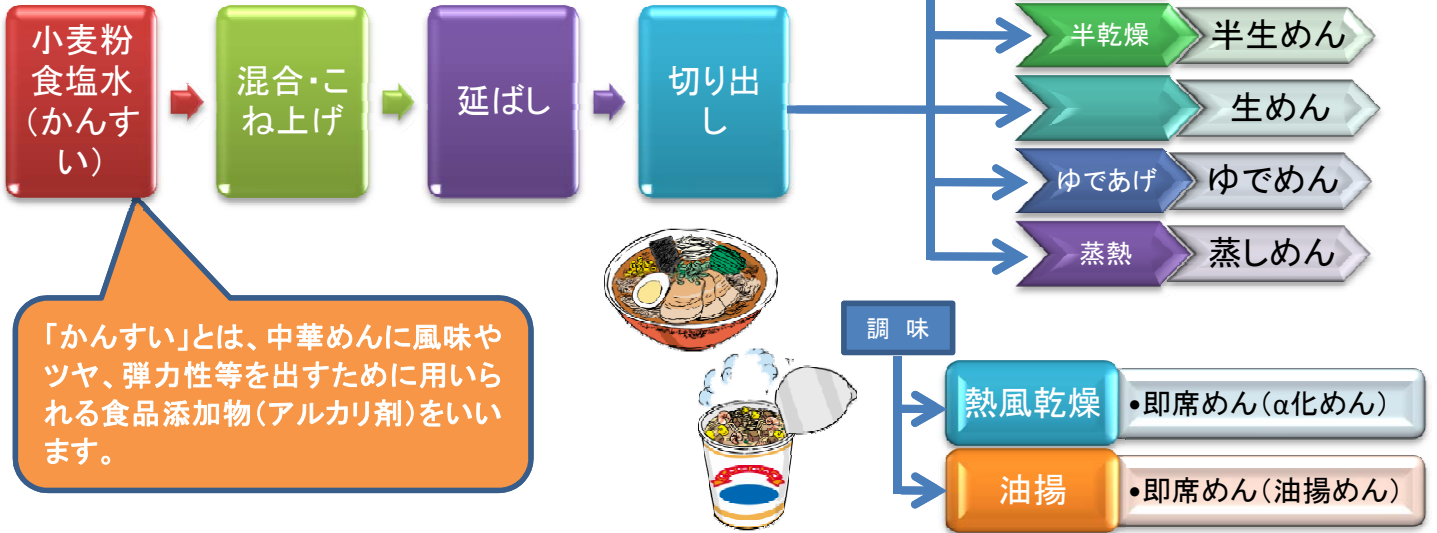 小麦粉
食塩水
(かんす
い)
混合・こ
ね上げ
延ばし
切り出
し
半乾燥
半生めん
生めん
ゆであげ
ゆでめん
蒸熱
蒸しめん
「かんすい」とは、中華めんに風味や
ツヤ、弾力性等を出すために用いら
れる食品添加物(アルカリ剤)をいい
ます。
調 味
熱風乾燥
•即席めん(α化めん)
油揚
•即席めん(油揚めん)